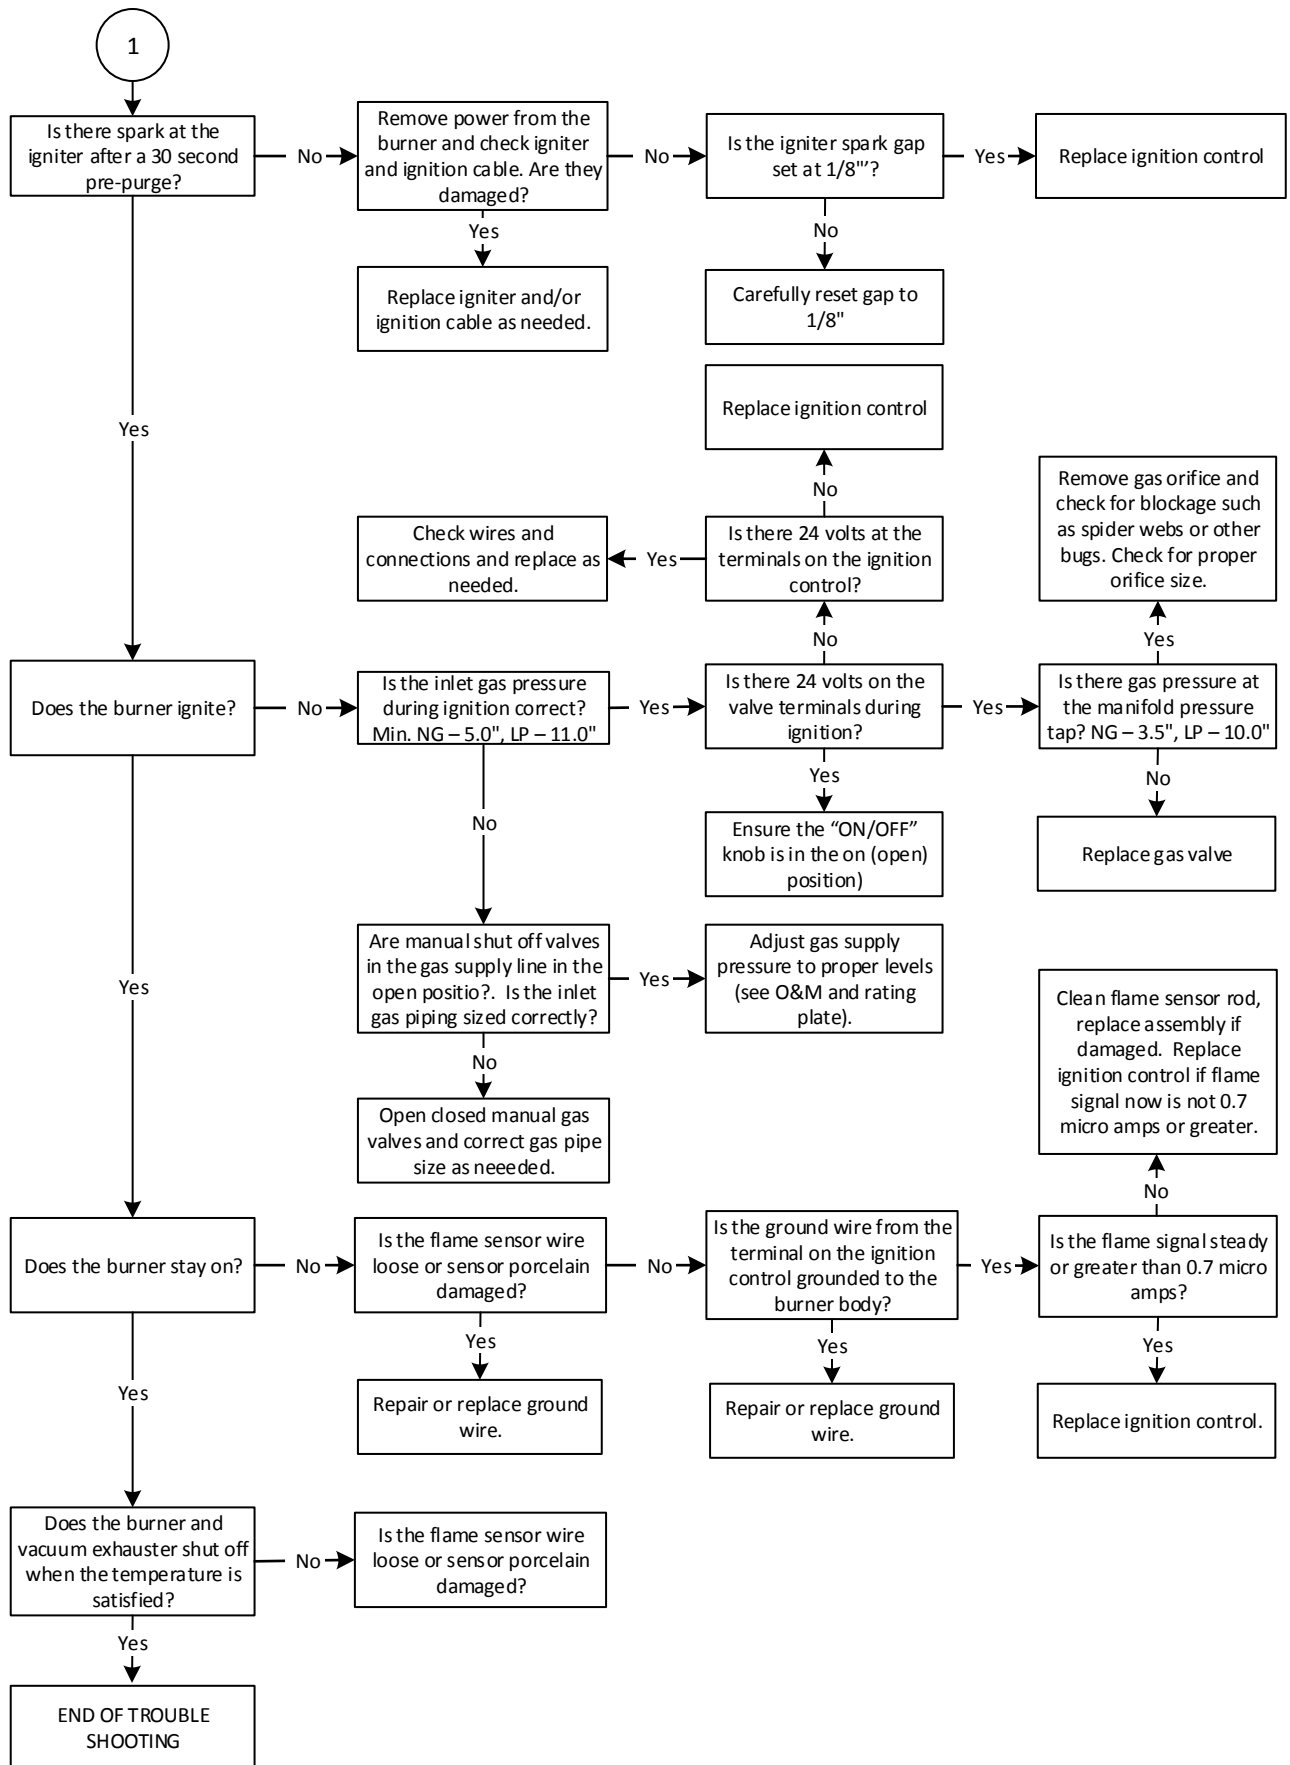 1
Is there spark at the
igniter after a 30 second
pre-purge?
No
Remove power from the
burner and check igniter
and ignition cable. Are they
damaged?
No
Is the igniter spark gap
set at 1/8"’?
Yes
Replace ignition control
Yes
Replace igniter and/or
ignition cable as needed.
No
Carefully reset gap to
1/8"
Yes
Replace ignition control
No
Check wires and
connections and replace as
needed.
Yes
Is there 24 volts at the
terminals on the ignition
control?
Remove gas orifice and
check for blockage such
as spider webs or other
bugs. Check for proper
orifice size.
No
Yes
Does the burner ignite?
No
Is the inlet gas pressure
during ignition correct?
Min. NG – 5.0", LP – 11.0"
Yes
Is there 24 volts on the
valve terminals during
ignition?
Yes
Is there gas pressure at
the manifold pressure
tap? NG – 3.5", LP – 10.0"
No
Yes
Ensure the “ON/OFF”
knob is in the on (open)
position)
No
Replace gas valve
Yes
Are manual shut off valves
in the gas supply line in the
open positio?. Is the inlet
gas piping sized correctly?
Yes
Adjust gas supply
pressure to proper levels
(see O&M and rating
plate).
No
Open closed manual gas
valves and correct gas pipe
size as neeeded.
Clean flame sensor rod,
replace assembly if
damaged. Replace
ignition control if flame
signal now is not 0.7
micro amps or greater.
No
Does the burner stay on?
No
Is the flame sensor wire
loose or sensor porcelain
damaged?
No
Is the ground wire from the
terminal on the ignition
control grounded to the
burner body?
Yes
Is the flame signal steady
or greater than 0.7 micro
amps?
Yes
Repair or replace ground
wire.
Yes
Repair or replace ground
wire.
Yes
Replace ignition control.
Yes
Does the burner and
vacuum exhauster shut off
when the temperature is
satisfied?
No
Is the flame sensor wire
loose or sensor porcelain
damaged?
Yes
END OF TROUBLE
SHOOTING